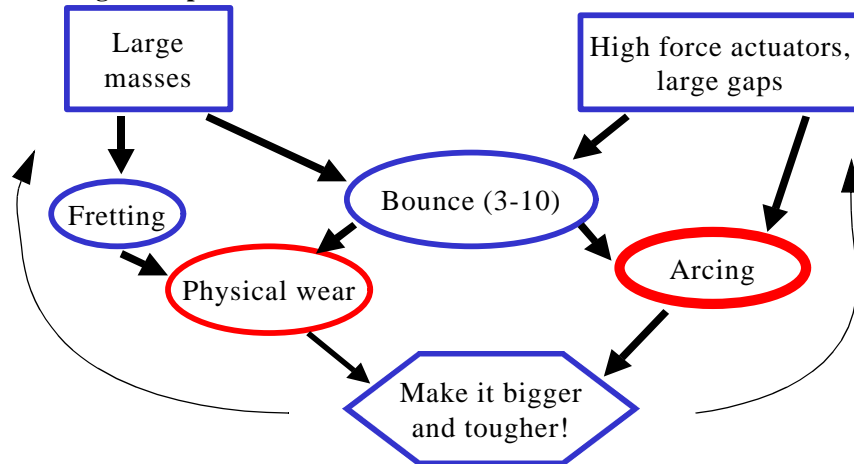 Large
masses
High force actuators,
large gaps
Bounce (3-10)
Fretting
Arcing
Physical wear
Make it bigger
and tougher!